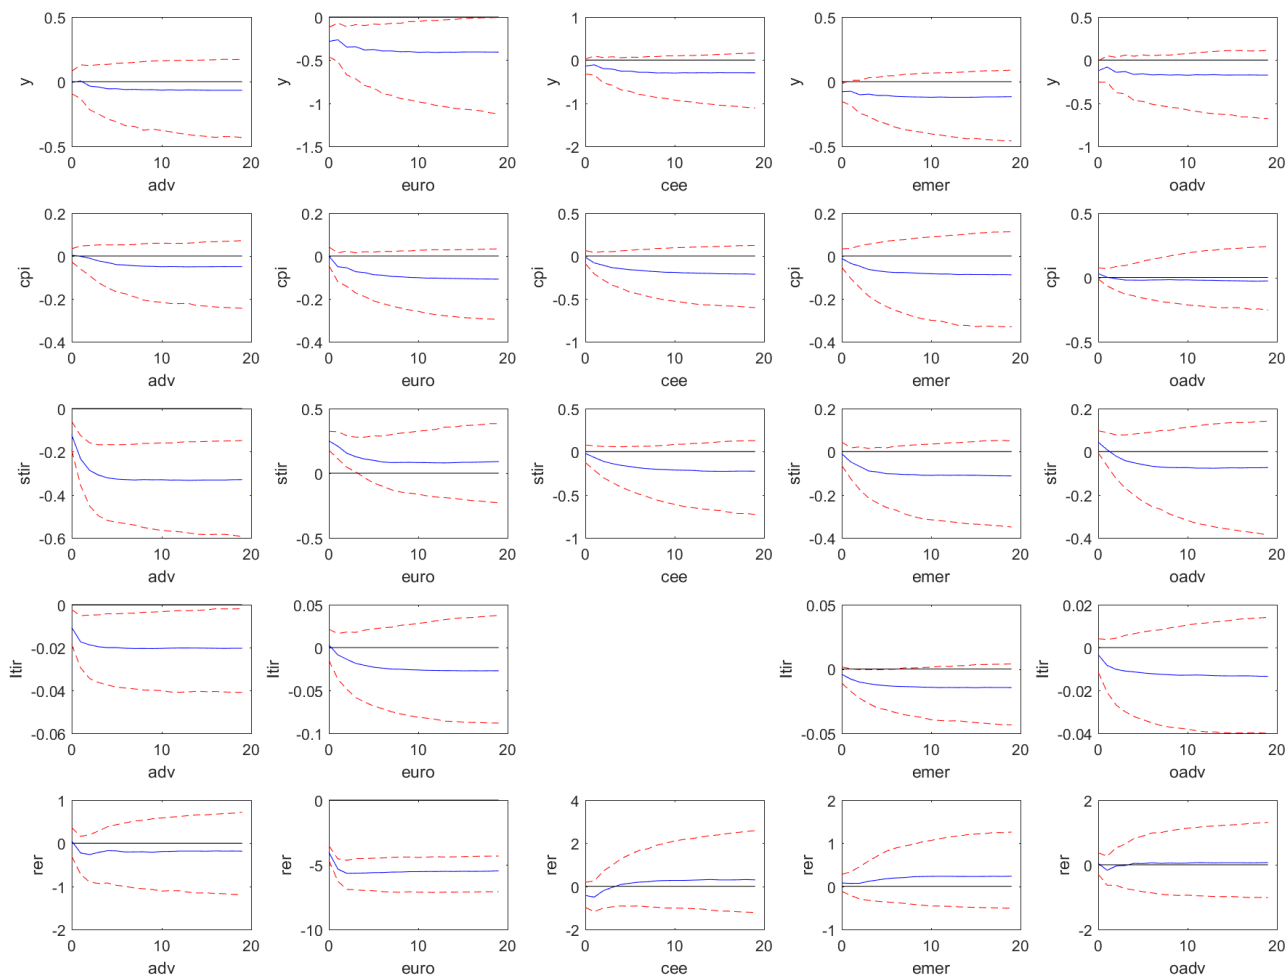 0.5 0 1 0.5 0.5
y 0 y -0.5 y 0 y 0 y 0
-1 -1 -0.5
-0.5 -1.5 -2 -0.5 -1
0 10 20 0 10 20 0 10 20 0 10 20 0 10 20
adv euro cee emer oadv
0.2 0.2 0.5 0.2 0.5
cpi 0 cpi 0 cpi 0 cpi 0 cpi 0
-0.2 -0.2 -0.5 -0.2
-0.4 -0.4 -1 -0.4 -0.5
0 10 20 0 10 20 0 10 20 0 10 20 0 10 20
adv euro cee emer oadv
0 0.5 0.5 0.2 0.2
stir -0.2 stir 0 stir 0 stir 0 stir 0
-0.4 -0.5 -0.2 -0.2
-0.6 -0.5 -1 -0.4 -0.4
0 10 20 0 10 20 0 10 20 0 10 20 0 10 20
adv euro cee emer oadv
0 0.05 0.05 0.02
ltir -0.02 ltir 0 ltir 0 ltir 0
-0.04 -0.05 -0.02
-0.06 -0.1 -0.05 -0.04
0 10 20 0 10 20 0 10 20 0 10 20
adv euro emer oadv
1 0 4 2 2
rer 0 rer -5 rer 2 rer 1 rer 0
-1 0 0
-2 -10 -2 -1 -2
0 10 20 0 10 20 0 10 20 0 10 20 0 10 20
adv euro cee emer oadv